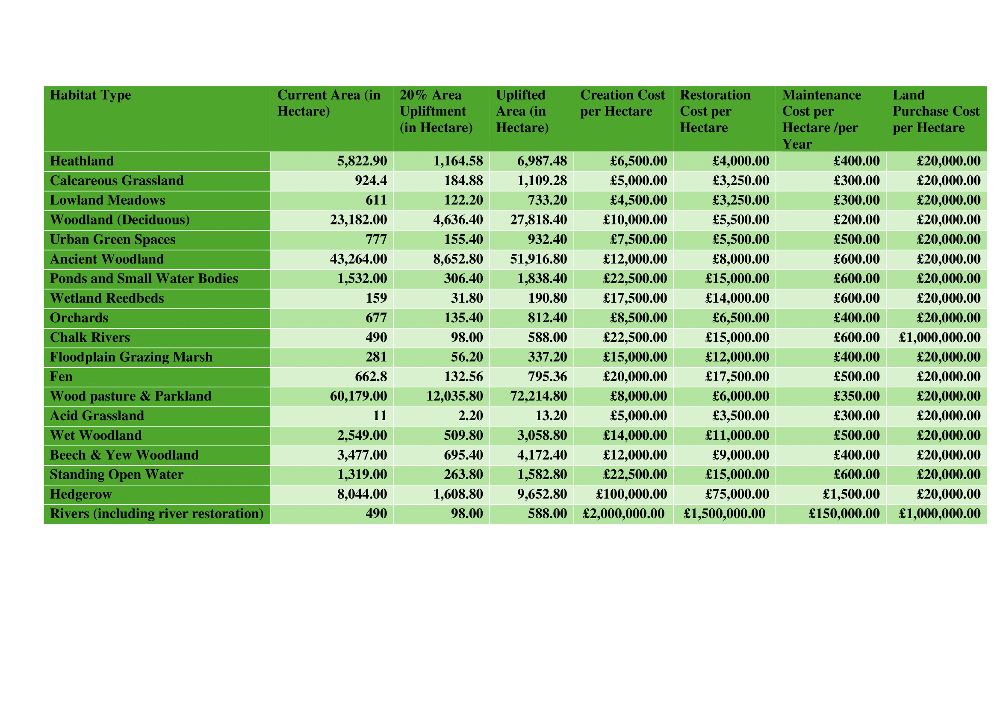 Habitat Type | Current Area (in Hectare) | 20% Area Upliftment (in Hectare) | Uplifted Area (in Hectare) | Creation Cost per Hectare | Restoration Cost per Hectare | Maintenance Cost per Hectare /per Year | Land Purchase Cost per Hectare
Heathland | 5,822.90 | 1,164.58 | 6,987.48 | £6,500.00 | £4,000.00 | £400.00 | £20,000.00
Calcareous Grassland | 924.4 | 184.88 | 1,109.28 | £5,000.00 | £3,250.00 | £300.00 | £20,000.00
Lowland Meadows | 611 | 122.20 | 733.20 | £4,500.00 | £3,250.00 | £300.00 | £20,000.00
Woodland (Deciduous) | 23,182.00 | 4,636.40 | 27,818.40 | £10,000.00 | £5,500.00 | £200.00 | £20,000.00
Urban Green Spaces | 777 | 155.40 | 932.40 | £7,500.00 | £5,500.00 | £500.00 | £20,000.00
Ancient Woodland | 43,264.00 | 8,652.80 | 51,916.80 | £12,000.00 | £8,000.00 | £600.00 | £20,000.00
Ponds and Small Water Bodies | 1,532.00 | 306.40 | 1,838.40 | £22,500.00 | £15,000.00 | £600.00 | £20,000.00
Wetland Reedbeds | 159 | 31.80 | 190.80 | £17,500.00 | £14,000.00 | £600.00 | £20,000.00
Orchards | 677 | 135.40 | 812.40 | £8,500.00 | £6,500.00 | £400.00 | £20,000.00
Chalk Rivers | 490 | 98.00 | 588.00 | £22,500.00 | £15,000.00 | £600.00 | £1,000,000.00
Floodplain Grazing Marsh | 281 | 56.20 | 337.20 | £15,000.00 | £12,000.00 | £400.00 | £20,000.00
Fen | 662.8 | 132.56 | 795.36 | £20,000.00 | £17,500.00 | £500.00 | £20,000.00
Wood pasture & Parkland | 60,179.00 | 12,035.80 | 72,214.80 | £8,000.00 | £6,000.00 | £350.00 | £20,000.00
Acid Grassland | 11 | 2.20 | 13.20 | £5,000.00 | £3,500.00 | £300.00 | £20,000.00
Wet Woodland | 2,549.00 | 509.80 | 3,058.80 | £14,000.00 | £11,000.00 | £500.00 | £20,000.00
Beech & Yew Woodland | 3,477.00 | 695.40 | 4,172.40 | £12,000.00 | £9,000.00 | £400.00 | £20,000.00
Standing Open Water | 1,319.00 | 263.80 | 1,582.80 | £22,500.00 | £15,000.00 | £600.00 | £20,000.00
Hedgerow | 8,044.00 | 1,608.80 | 9,652.80 | £100,000.00 | £75,000.00 | £1,500.00 | £20,000.00
Rivers (including river restoration) | 490 | 98.00 | 588.00 | £2,000,000.00 | £1,500,000.00 | £150,000.00 | £1,000,000.00